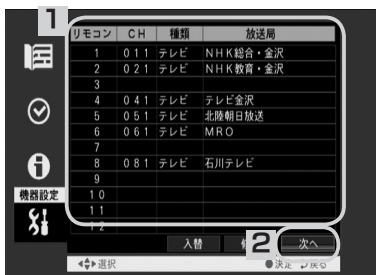 1
リモコン CH 種類 放送局
1 011 テレビ NHK総合・金沢
2 021 テレビ NHK教育・金沢
3
4 041 テレビ テレビ金沢
5 051 テレビ 北陸朝日放送
6 061 テレビ MRO
7
8 081 テレビ 石川テレビ
9
10
11
12
機器設定
入替 2 次へ
選択 決定 戻る